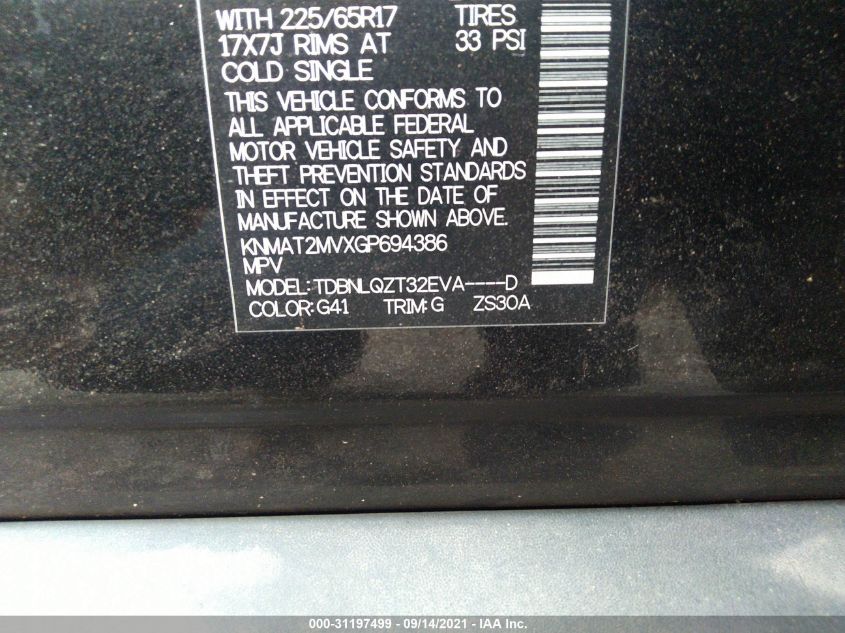 WITH 225/65R17 TIRES
17X7J RIMS AT 33 PSI
COLD SINGLE
THIS VEHICLE CONFORMS TO
ALL APPLICABLE FEDERAL
MOTOR VEHICLE SAFETY AND
THEFT PREVENTION STANDARDS
IN EFFECT ON THE DATE OF
MANUFACTURE SHOWN ABOVE.
KNMAT2MVXGP694386
MPV
MODEL:TDBNLQZT32EVA----D
COLOR:G41 TRIM:G ZS30A
000-31197499 - 09/14/2021 - IAA Inc.